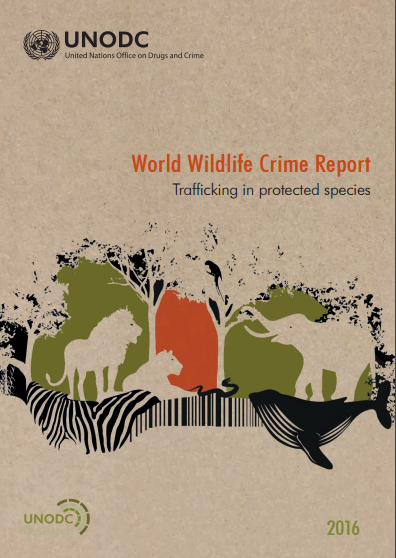 UNODC
United Nations Office on Drugs and Crime
World Wildlife Crime Report
Trafficking in protected species
UNODC
2016